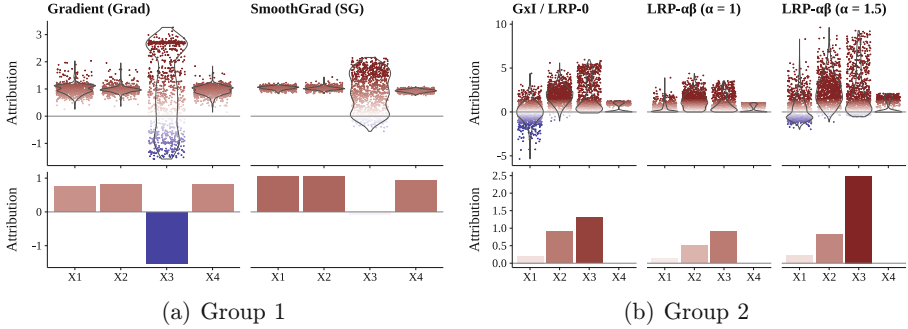 Gradient (Grad)
SmoothGrad (SG)
Attribution
3
2
1
0
-1
Attribution
1
0
-1
X1 X2 X3 X4
X1 X2 X3 X4
(a) Group 1
GxI / LRP-0
LRP-αβ (α = 1)
LRP-αβ (α = 1.5)
Attribution
10
5
0
-5
Attribution
2.5
2.0
1.5
1.0
0.5
0.0
X1 X2 X3 X4
X1 X2 X3 X4
X1 X2 X3 X4
(b) Group 2